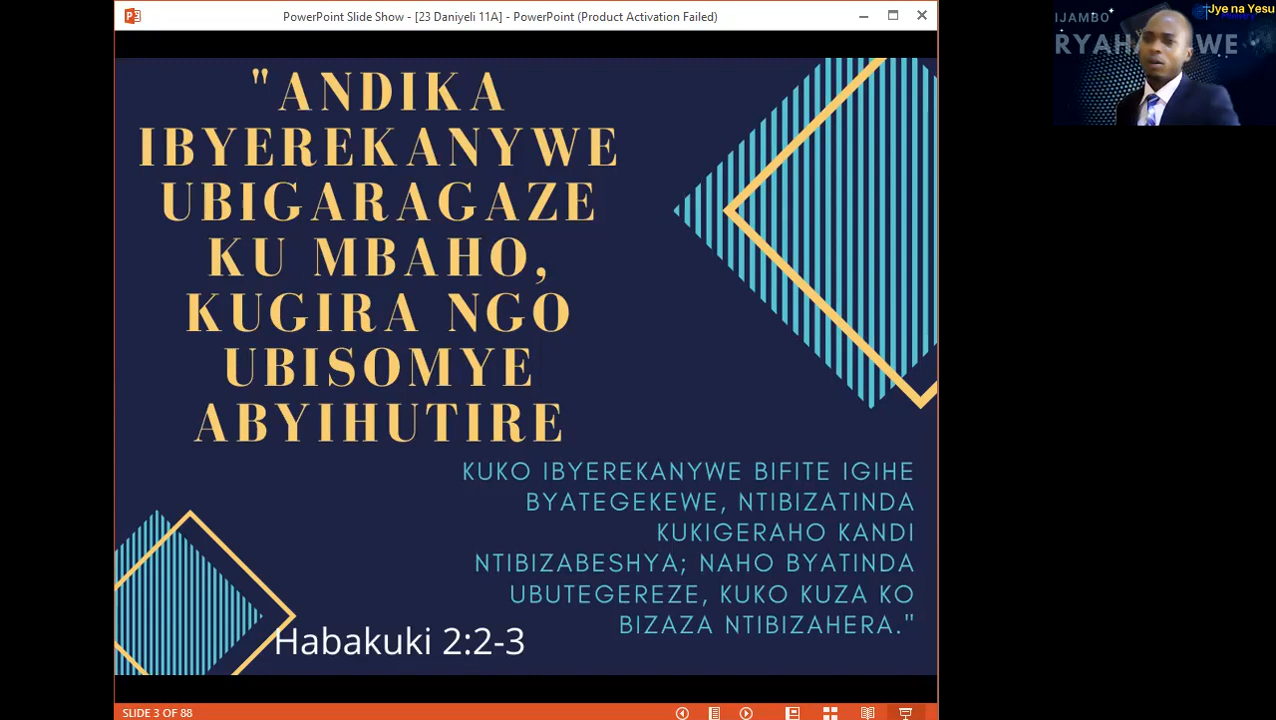 PowerPoint Slide Show - [23 Daniyeli 11A] - PowerPoint (Product Activation Failed)
"ANDIKA
IBYEREKANYWE
UBIGARAGAZE
KU MBAHO,
KUGIRA NGO
UBISOMYE
ABYIHUTIRE
KUKO IBYEREKANYWE BIFITE IGIHE
BYATEGEKEWE, NTIBIZATINDA
KUKIGERAHO KANDI
NTIBIZABESHYA; NAHO BYATINDA
UBUTEGEREZE, KUKO KUZA KO
BIZAZA NTIBIZAHERA."
Habakuki 2:2-3
SLIDE 3 OF 88
Jye na Yesu
IJAMBO